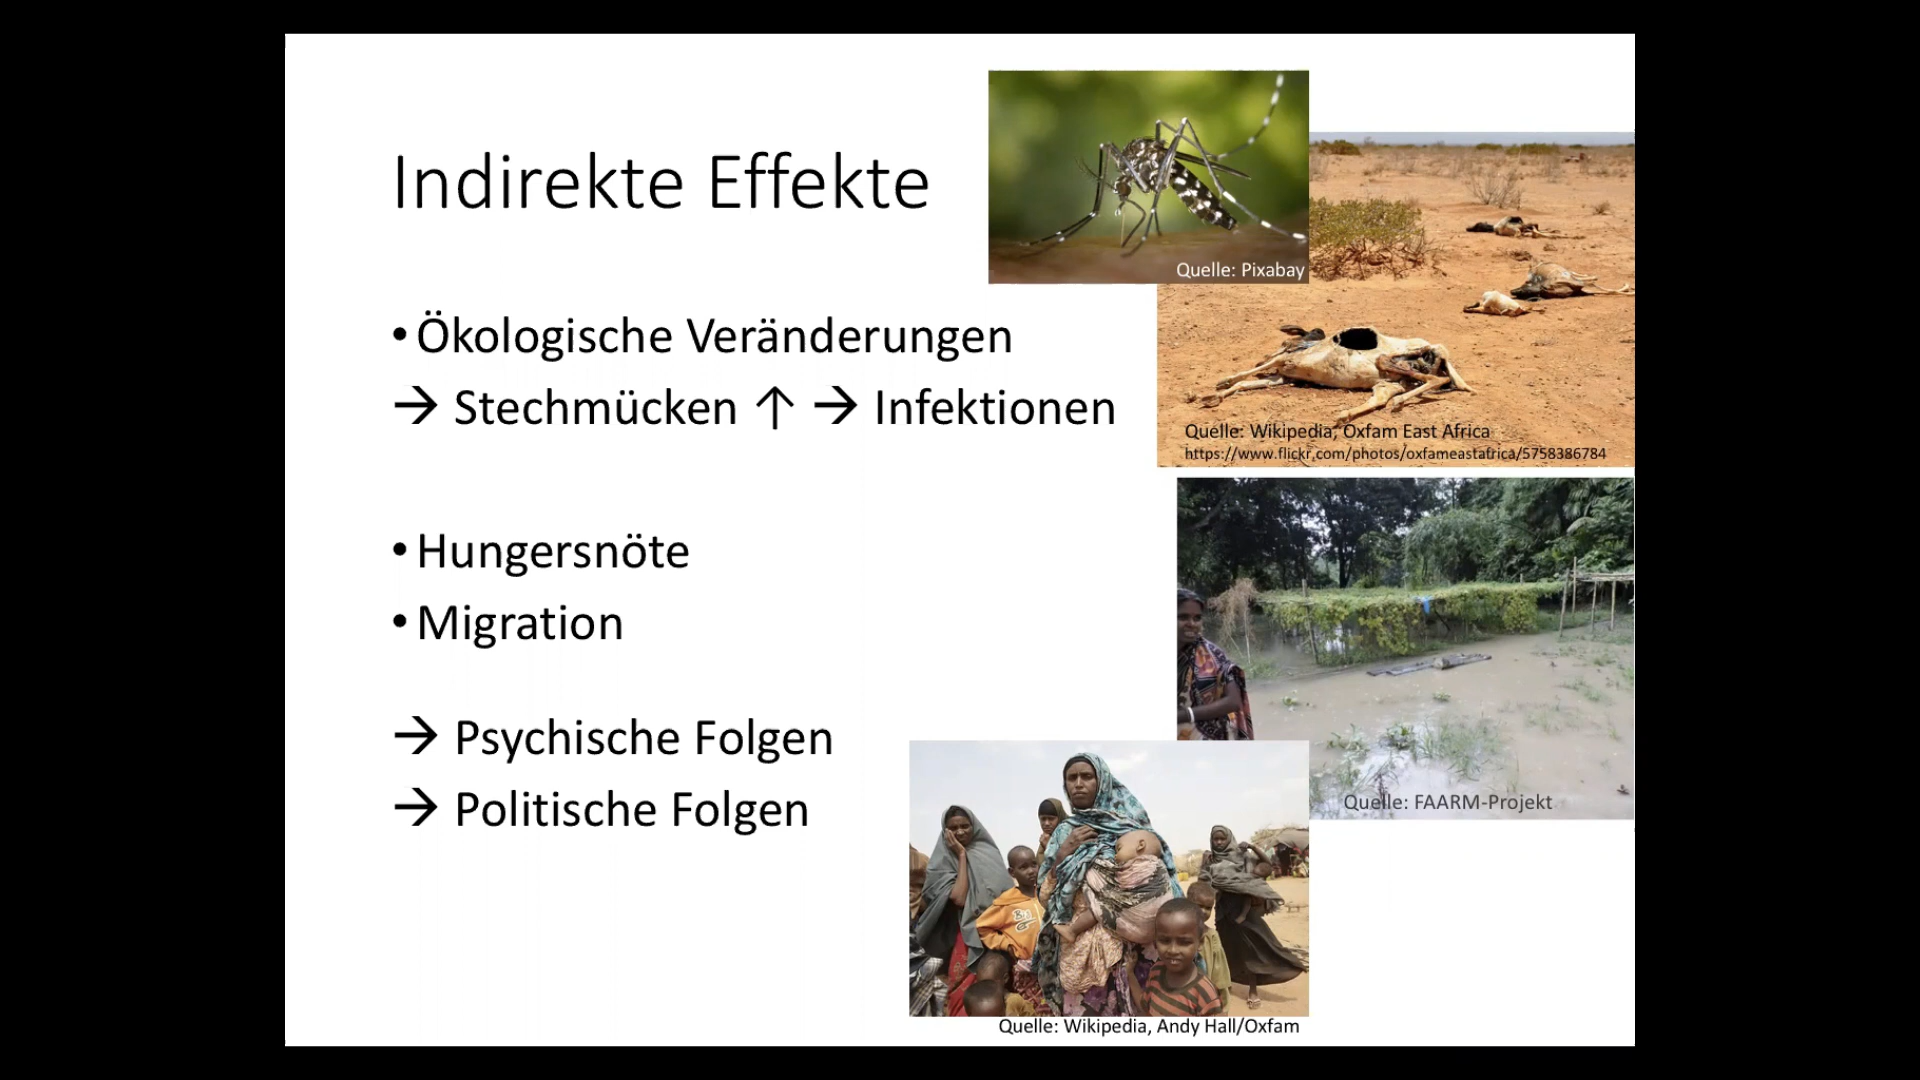 Indirekte Effekte
Quelle: Pixabay
• Ökologische Veränderungen
→ Stechmücken ↑ → Infektionen
Quelle: Wikipedia, Oxfam East Africa
https://www.flickr.com/photos/oxfameastafrica/5758386784
• Hungersnöte
• Migration
→ Psychische Folgen
→ Politische Folgen
Quelle: FAARM-Projekt
Quelle: Wikipedia, Andy Hall/Oxfam